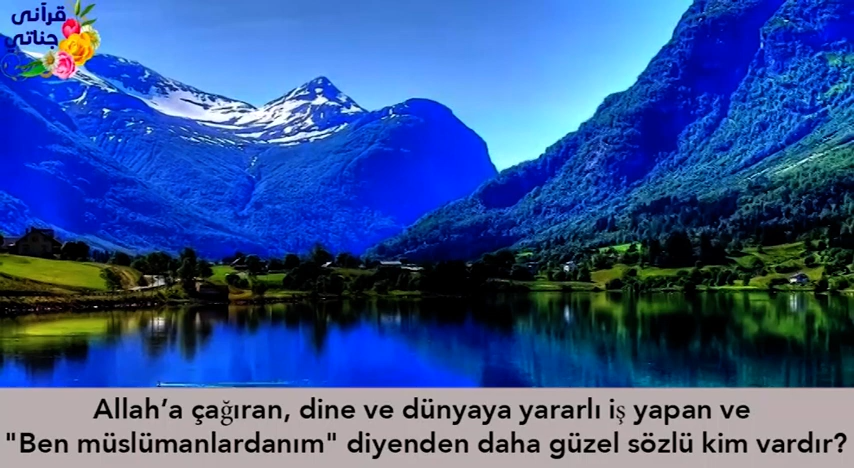 قرآنی
جناتي
Allah’a çağıran, dine ve dünyaya yararlı iş yapan ve
"Ben müslümanlardanım" diyenden daha güzel sözlü kim vardır?